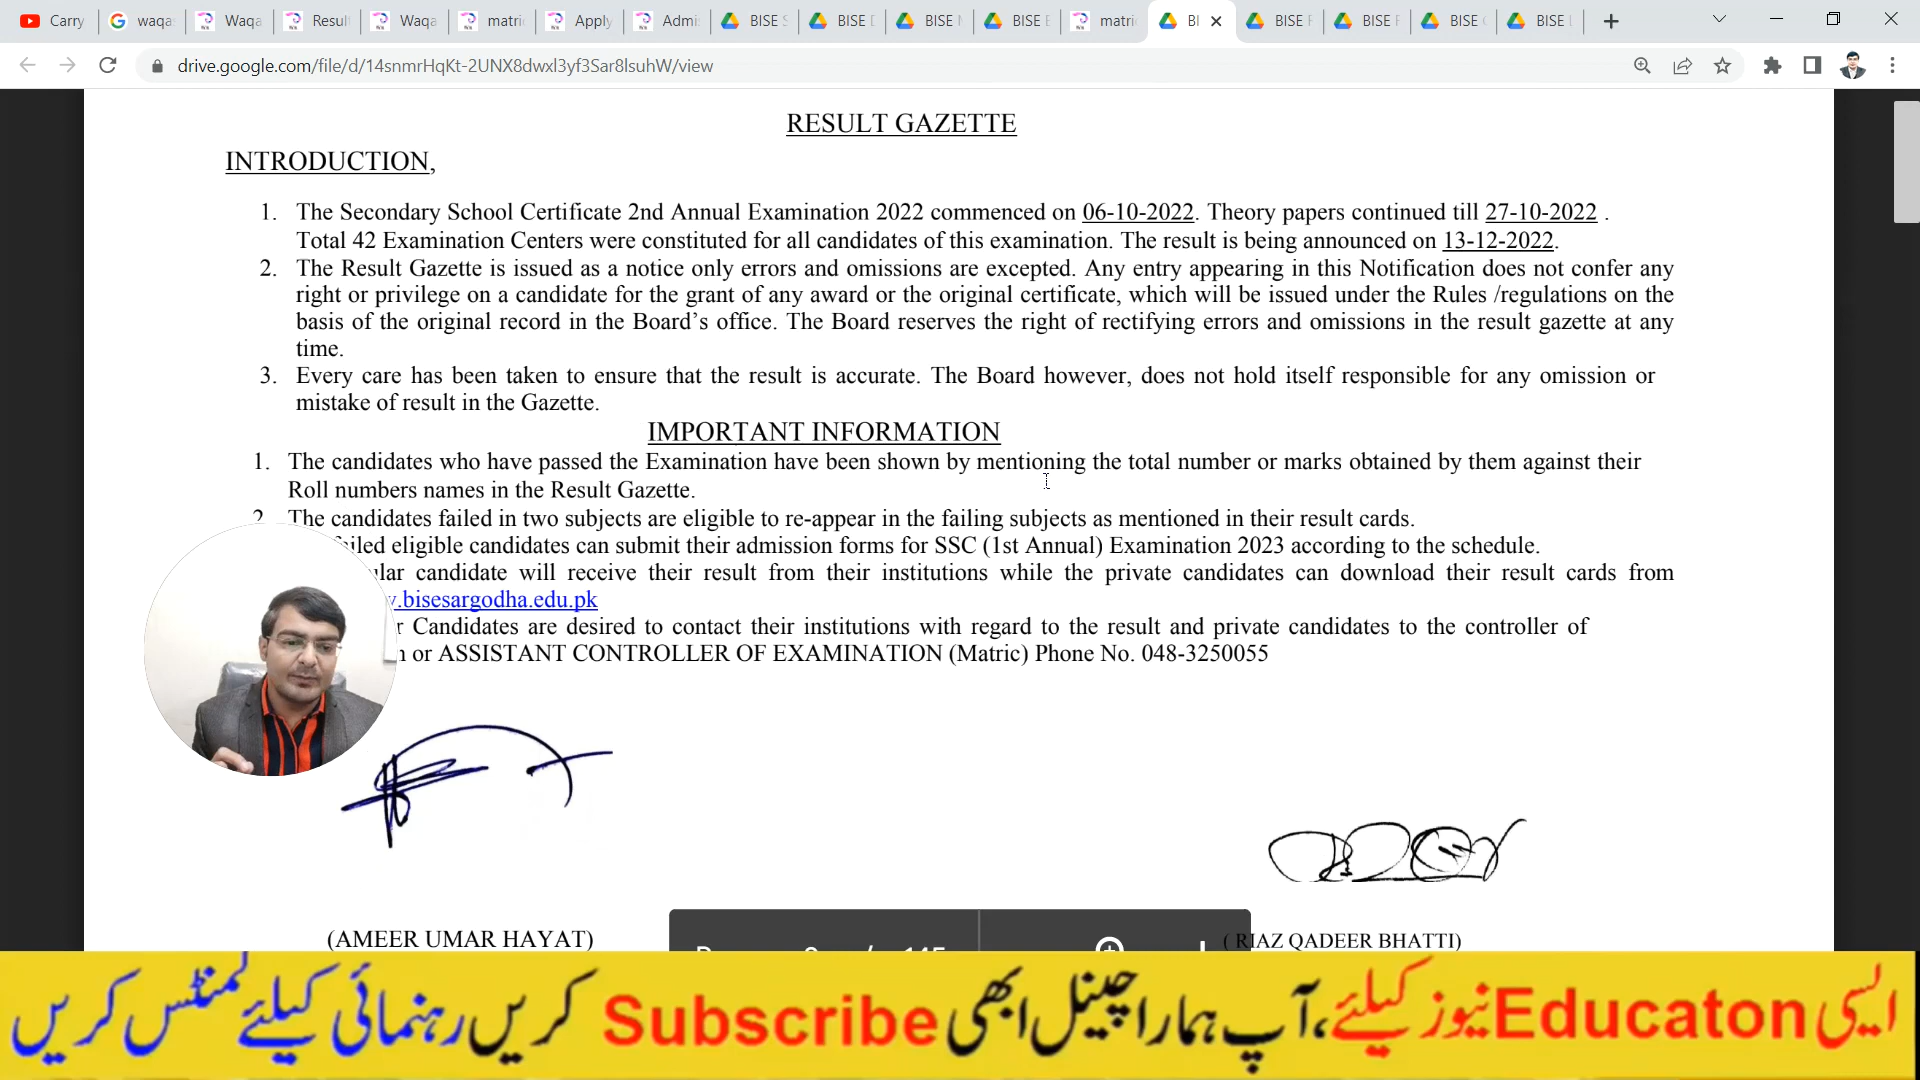 Carry
waqa
Waqa
Resul
Waqa
matri
Apply
Admi
BISE S
BISE D
BISE M
BISE B
matri
BI
BISE F
BISE F
BISE
BISE
drive.google.com/file/d/14snmrHqKt-2UNX8dwxl3yf3Sar8lsuhW/view
RESULT GAZETTE
INTRODUCTION,
1. The Secondary School Certificate 2nd Annual Examination 2022 commenced on 06-10-2022. Theory papers continued till 27-10-2022 .
Total 42 Examination Centers were constituted for all candidates of this examination. The result is being announced on 13-12-2022.
2. The Result Gazette is issued as a notice only errors and omissions are excepted. Any entry appearing in this Notification does not confer any
right or privilege on a candidate for the grant of any award or the original certificate, which will be issued under the Rules /regulations on the
basis of the original record in the Board's office. The Board reserves the right of rectifying errors and omissions in the result gazette at any
time.
3. Every care has been taken to ensure that the result is accurate. The Board however, does not hold itself responsible for any omission or
mistake of result in the Gazette.
IMPORTANT INFORMATION
1. The candidates who have passed the Examination have been shown by mentioning the total number or marks obtained by them against their
Roll numbers names in the Result Gazette.
2 The candidates failed in two subjects are eligible to re-appear in the failing subjects as mentioned in their result cards.
iled eligible candidates can submit their admission forms for SSC (1st Annual) Examination 2023 according to the schedule.
lar candidate will receive their result from their institutions while the private candidates can download their result cards from
.bisesargodha.edu.pk
r Candidates are desired to contact their institutions with regard to the result and private candidates to the controller of
n or ASSISTANT CONTROLLER OF EXAMINATION (Matric) Phone No. 048-3250055
(AMEER UMAR HAYAT)
( RIAZ QADEER BHATTI)
ایسی Educatonنیوز کیلئے،آپ ہمارا چینل ابھی Subscribe کریں رہنمائی کیلئے کمنٹس کریں